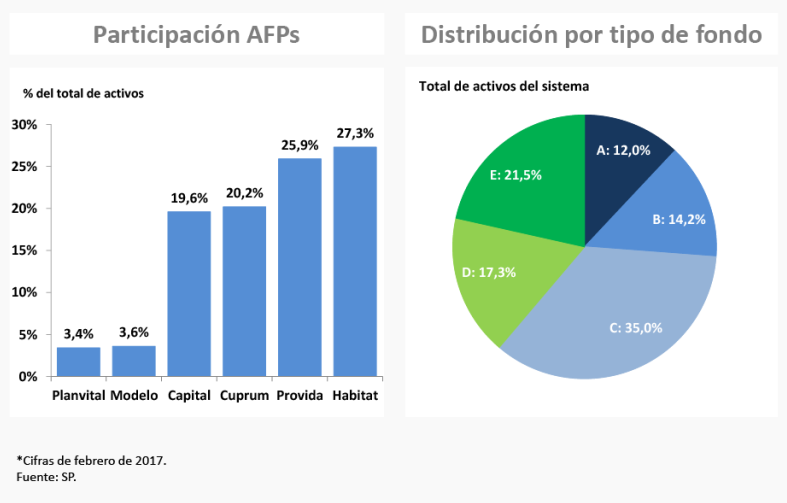 Participación AFPs
% del total de activos
30%
25%
20%
15%
10%
5%
0%
3,4%
3,6%
19,6%
20,2%
25,9%
27,3%
Planvital Modelo Capital Cuprum Provida Habitat
Distribución por tipo de fondo
Total de activos del sistema
A: 12,0%
B: 14,2%
C: 35,0%
D: 17,3%
E: 21,5%
*Cifras de febrero de 2017.
Fuente: SP.